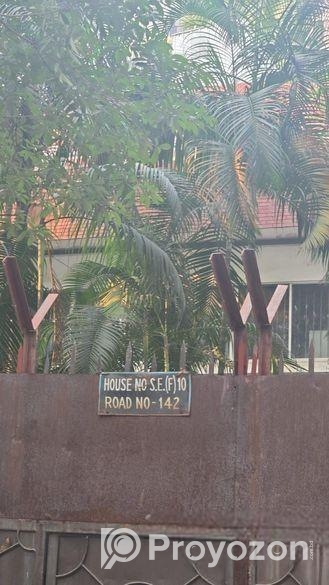 HOUSE NO S.E.(F) 10
ROAD NO-142
Proyozon